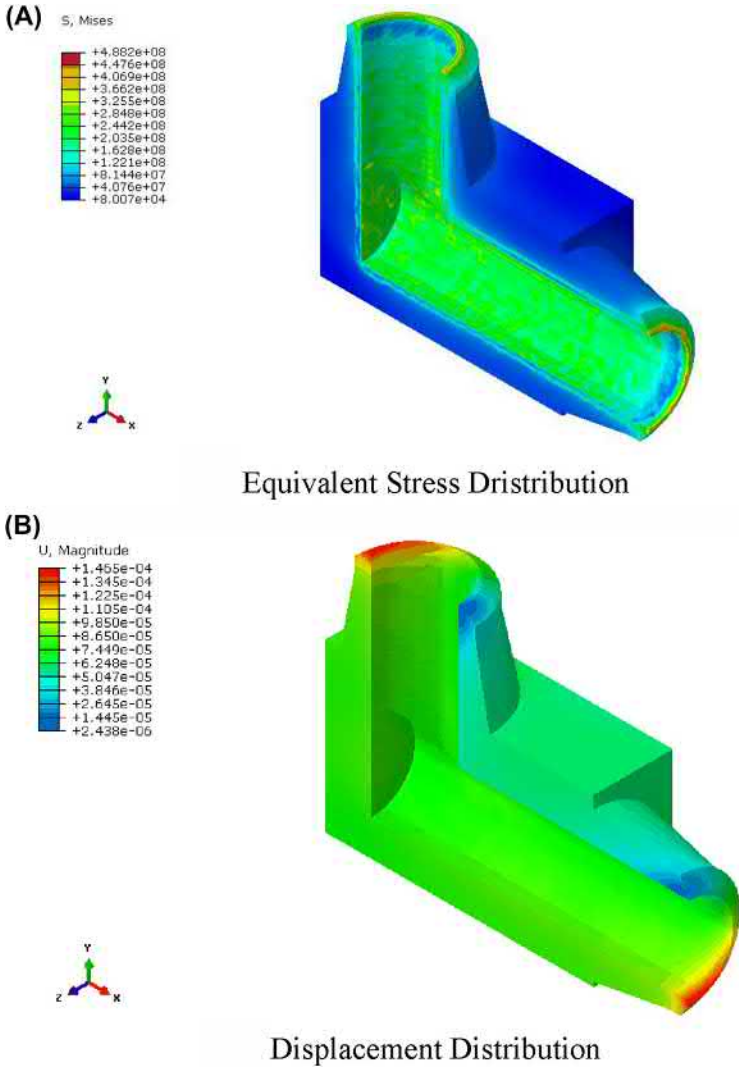 (A)
S, Mises
+4.882e+08
+4.476e+08
+4.069e+08
+3.662e+08
+3.255e+08
+2.848e+08
+2.442e+08
+2.035e+08
+1.628e+08
+1.221e+08
+8.144e+07
+4.076e+07
+8.007e+04
Y
Z
X
Equivalent Stress Dristribution
(B)
U, Magnitude
+1.465e-04
+1.345e-04
+1.225e-04
+1.105e-04
+9.850e-05
+8.650e-05
+7.449e-05
+6.248e-05
+5.047e-05
+3.846e-05
+2.645e-05
+1.445e-05
+2.438e-06
Y
Z
X
Displacement Distribution